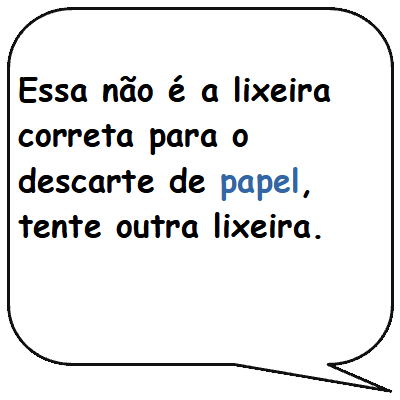 Essa não é a lixeira
correta para o
descarte de papel,
tente outra lixeira.